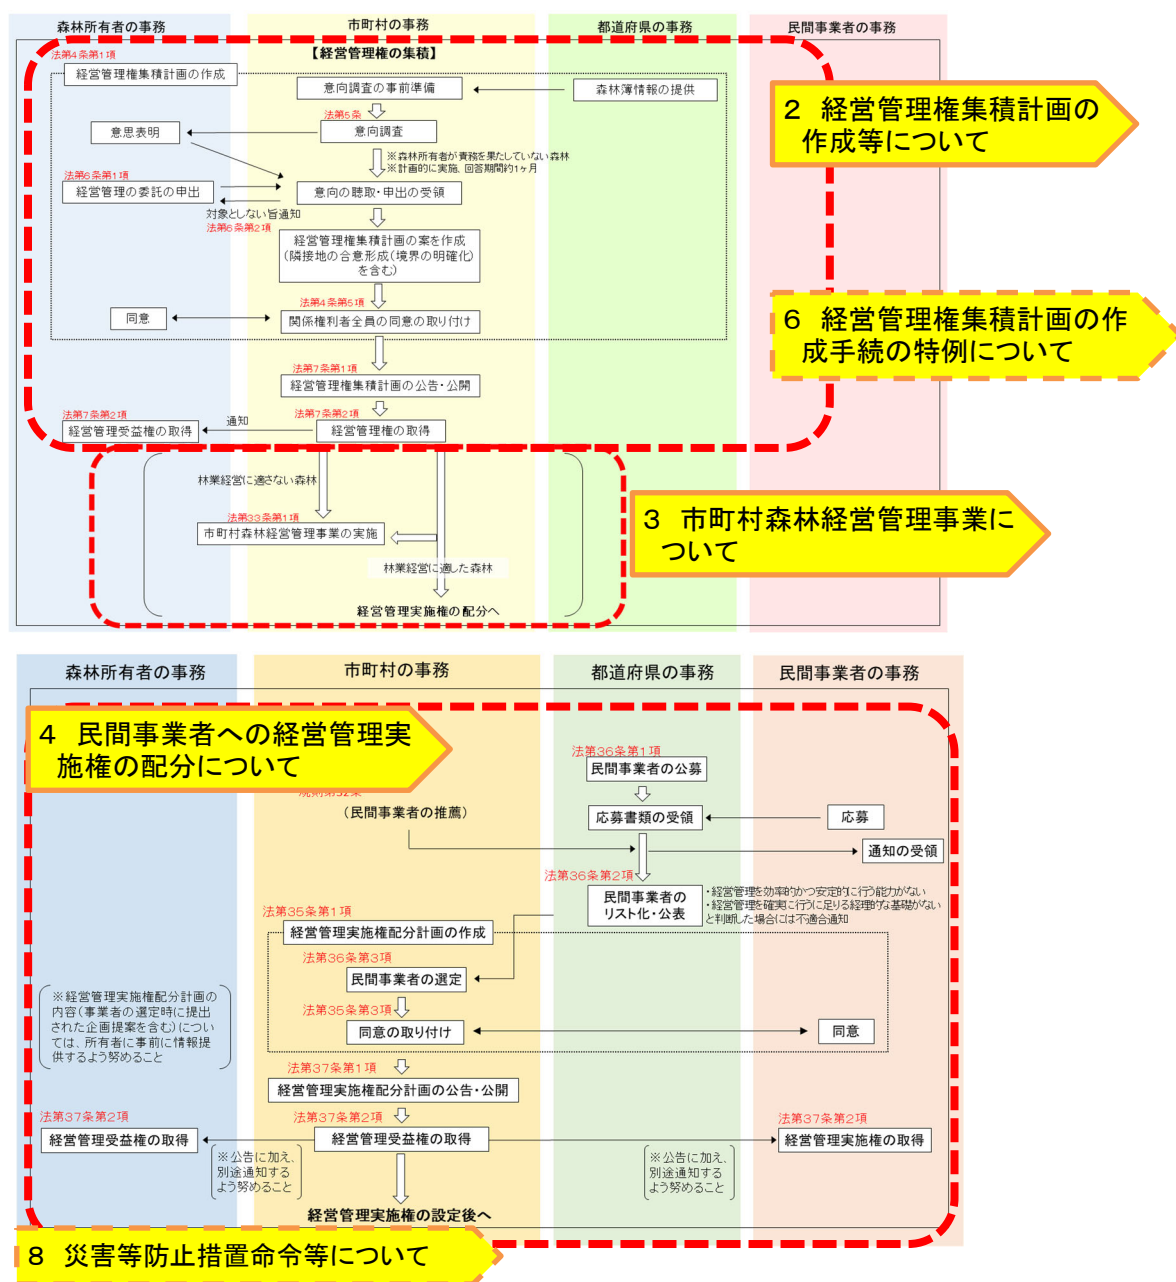 森林所有者の事務
市町村の事務
都道府県の事務
民間事業者の事務
【経営管理権の集積】
法第4条第1項
経営管理権集積計画の作成
意向調査の事前準備
森林簿情報の提供
2 経営管理権集積計画の
作成等について
法第5条
意思表明
意向調査
※森林所有者が責務を果たしていない森林
※計画的に実施、回答期間約1ヶ月
法第6条第1項
経営管理の委託の申出
意向の聴取・申出の受領
対象としない旨通知
法第6条第2項
経営管理権集積計画の案を作成
(隣接地の合意形成(境界の明確化)
を含む)
法第4条第5項
同意
関係権利者全員の同意の取り付け
6 経営管理権集積計画の作
成手続の特例について
法第7条第1項
経営管理権集積計画の公告・公開
法第7条第2項
経営管理受益権の取得
通知
法第7条第2項
経営管理権の取得
林業経営に適さない森林
法第33条第1項
市町村森林経営管理事業の実施
3 市町村森林経営管理事業に
ついて
林業経営に適した森林
経営管理実施権の配分へ
森林所有者の事務
市町村の事務
都道府県の事務
民間事業者の事務
4 民間事業者への経営管理実
施権の配分について
法第36条第1項
民間事業者の公募
(民間事業者の推薦)
応募書類の受領
応募
通知の受領
法第36条第2項
民間事業者の
リスト化・公表
・経営管理を効率的かつ安定的に行う能力がない
・経営管理を確実に行うに足りる経理的な基礎がない
と判断した場合には不適合通知
法第35条第1項
経営管理実施権配分計画の作成
法第36条第3項
民間事業者の選定
※経営管理実施権配分計画の
内容(事業者の選定時に提出
された企画提案を含む)につい
ては、所有者に事前に情報提
供するよう努めること
法第35条第3項
同意の取り付け
同意
法第37条第1項
経営管理実施権配分計画の公告・公開
法第37条第2項
経営管理受益権の取得
法第37条第2項
経営管理受益権の取得
法第37条第2項
経営管理実施権の取得
※公告に加え、
別途通知する
よう努めること
※公告に加え、
別途通知する
よう努めること
経営管理実施権の設定後へ
8 災害等防止措置命令等について